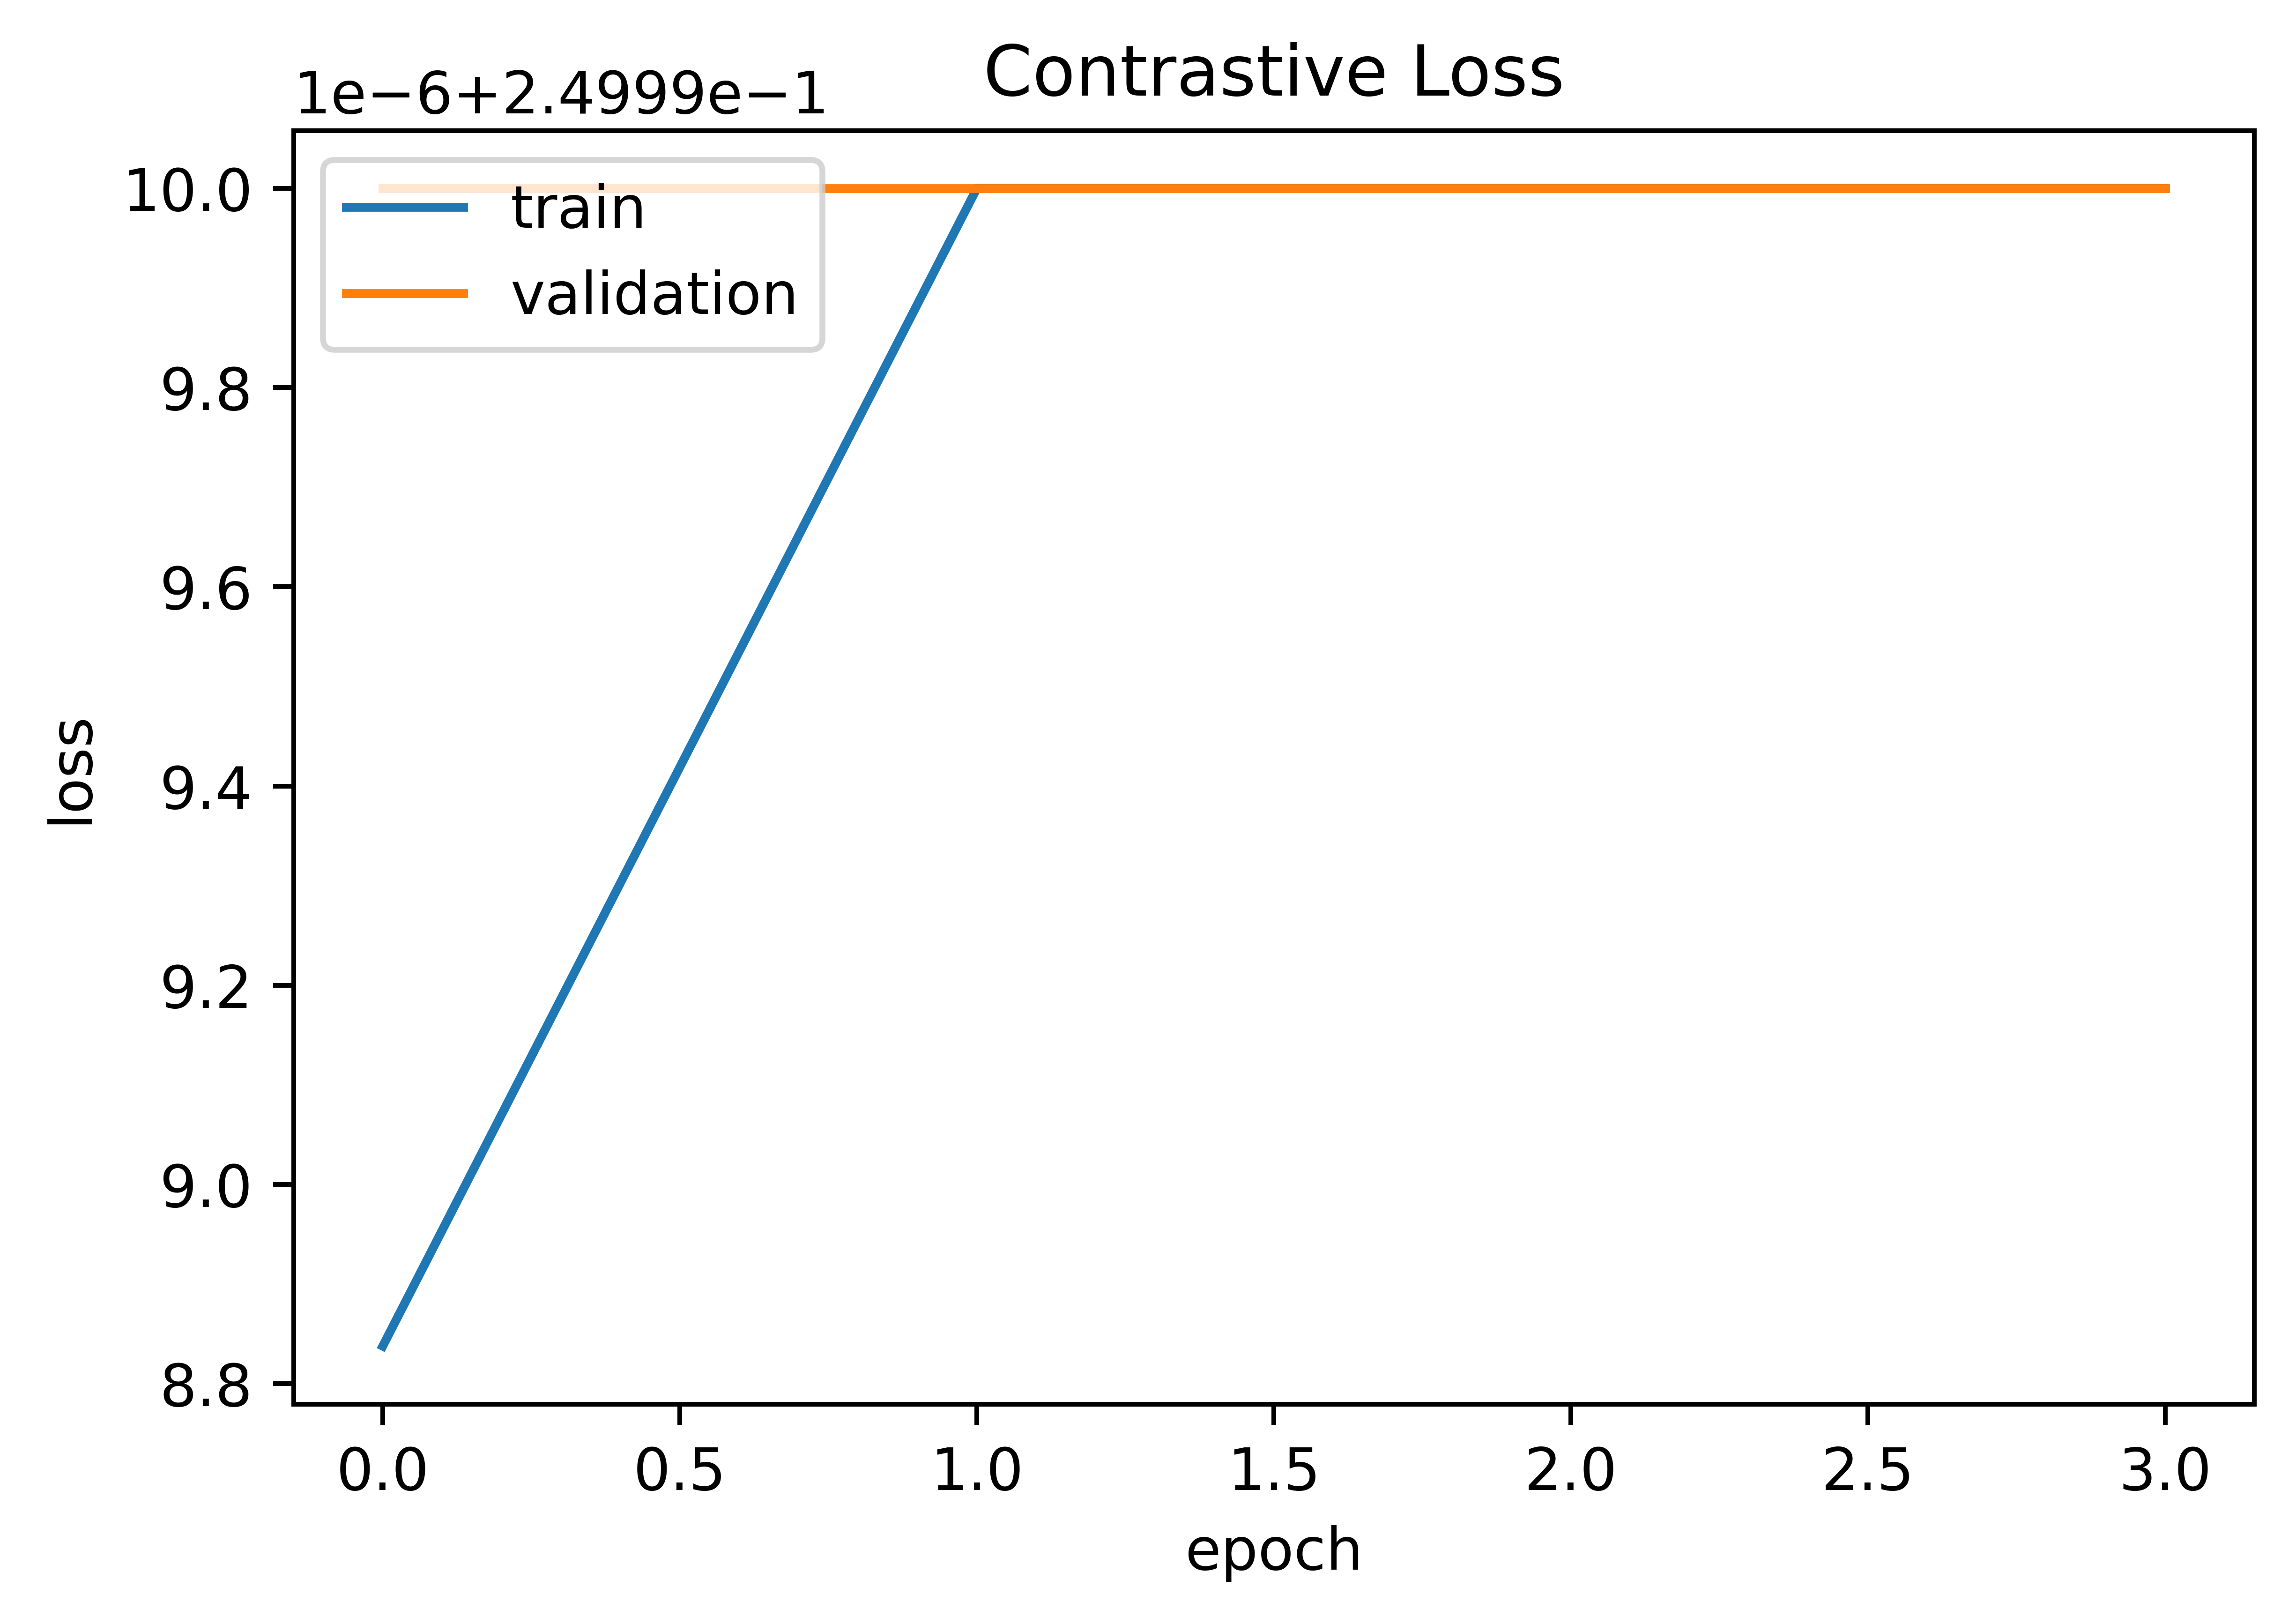 Contrastive Loss
1e−6+2.4999e−1
10.0
9.8
9.6
9.4
9.2
9.0
8.8
loss
train
validation
0.0 0.5 1.0 1.5 2.0 2.5 3.0
epoch